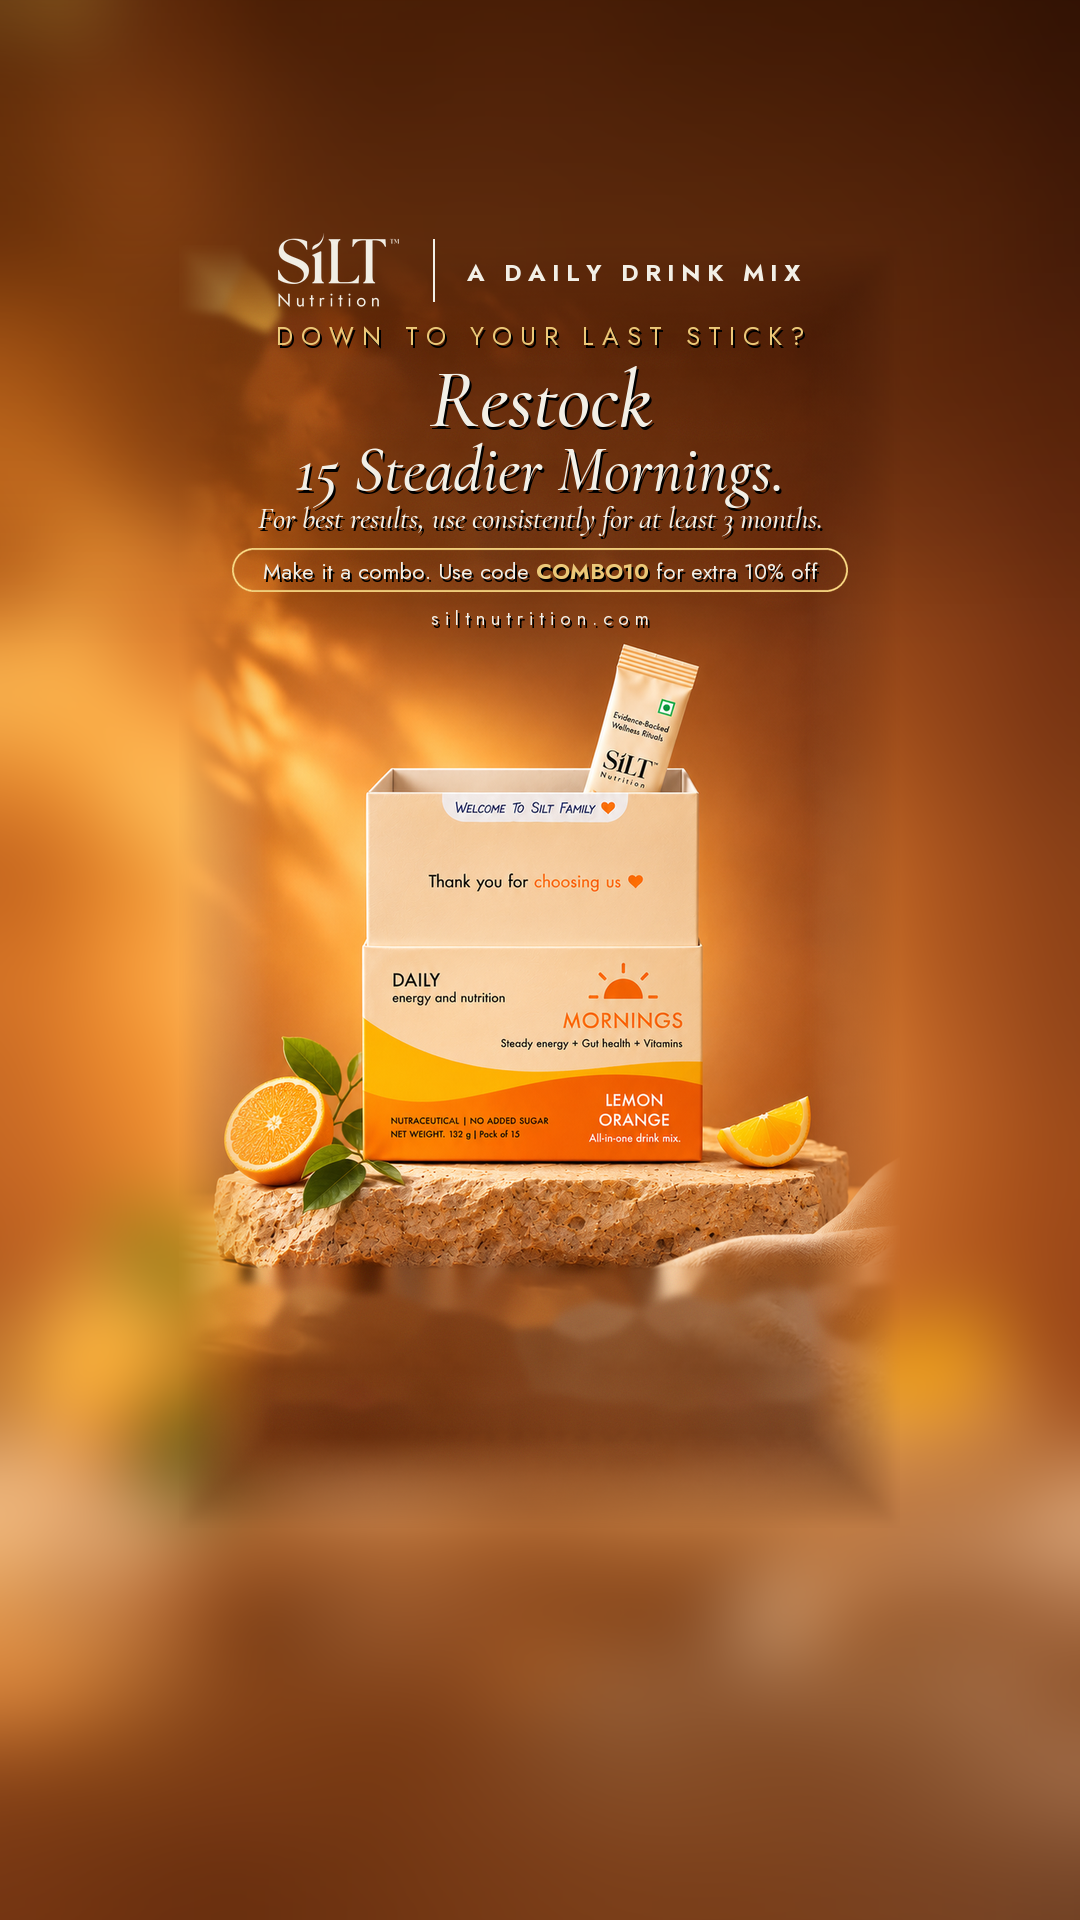 SiLT™
Nutrition
A DAILY DRINK MIX
DOWN TO YOUR LAST STICK?
Restock
15 Steadier Mornings.
For best results, use consistently for at least 3 months.
Make it a combo. Use code COMBO10 for extra 10% off
siltnutrition.com
Evidence-Backed
Wellness Rituals
SiLT™
Nutrition
WELCOME TO SILT FAMILY
Thank you for choosing us
DAILY
energy and nutrition
MORNINGS
Steady energy + Gut health + Vitamins
LEMON
ORANGE
All-in-one drink mix.
NUTRACEUTICAL | NO ADDED SUGAR
NET WEIGHT. 132 g | Pack of 15